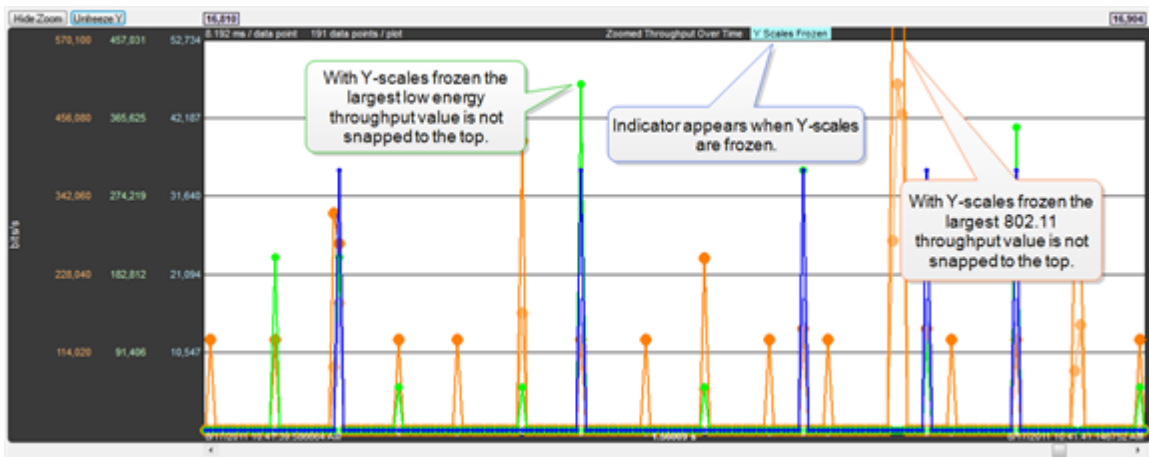 Hide Zoom Unfreeze Y 16,810 16,904
570,100 457,031 52,734 8.192 ms / data point 191 data points / plot Zoomed Throughput Over Time Y Scales Frozen
With Y-scales frozen the
largest low energy
throughput value is not
snapped to the top.
Indicator appears when Y-scales
are frozen.
456,080 365,625 42,187
342,060 274,219 31,640
With Y-scales frozen the
largest 802.11
throughput value is not
snapped to the top.
bits/s
228,040 182,812 21,094
114,020 91,406 10,547